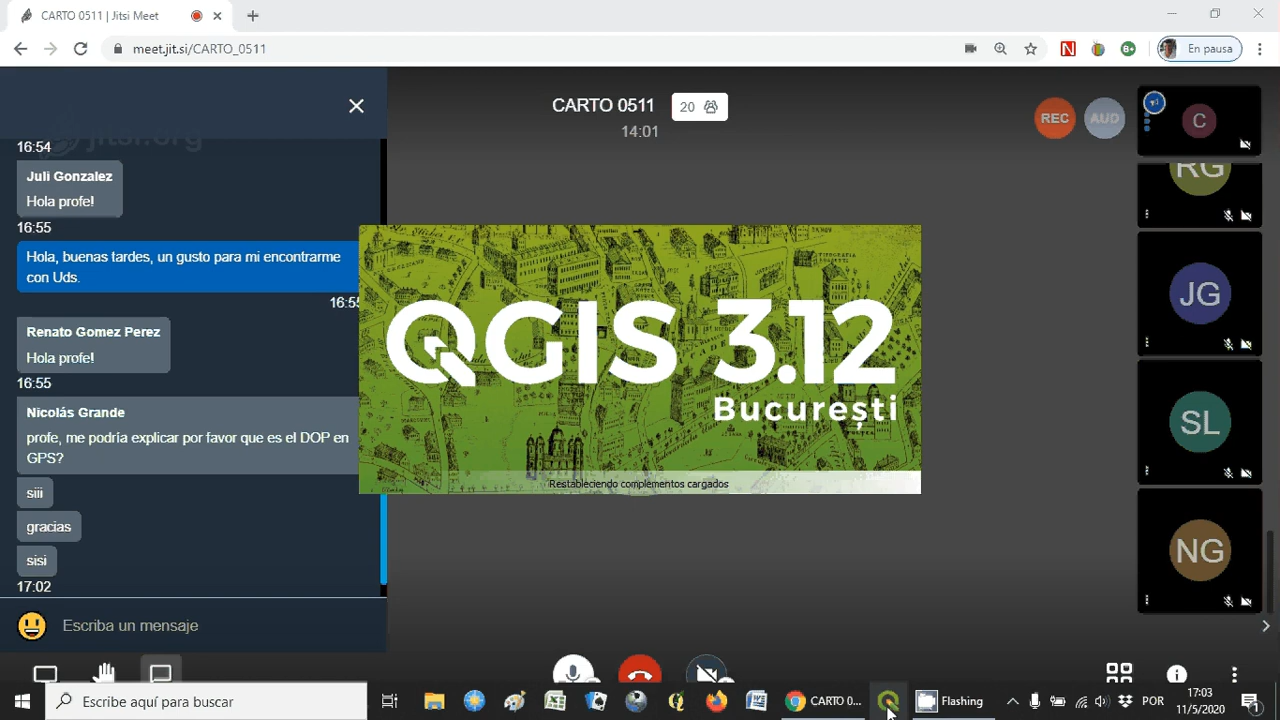 CARTO 0511 | Jitsi Meet
meet.jit.si/CARTO_0511
En pausa
jitsi.org
16:54
Juli Gonzalez
Hola profe!
16:55
Hola, buenas tardes, un gusto para mi encontrarme
con Uds.
16:55
Renato Gomez Perez
Hola profe!
16:55
Nicolás Grande
profe, me podría explicar por favor que es el DOP en
GPS?
siii
gracias
sisi
17:02
Escriba un mensaje
CARTO 0511
20
14:01
QGIS 3.12
București
Restableciendo complementos cargados
REC
AUD
C
RG
JG
SL
NG
Escribe aquí para buscar
CARTO 0...
Flashing
POR
17:03
11/5/2020